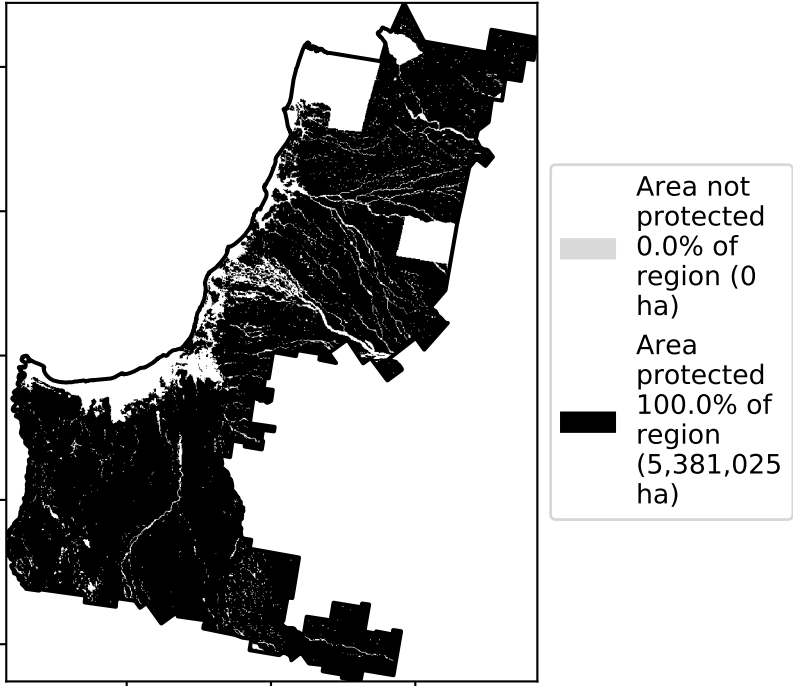 Area not
protected
0.0% of
region (0
ha)
Area
protected
100.0% of
region
(5,381,025
ha)